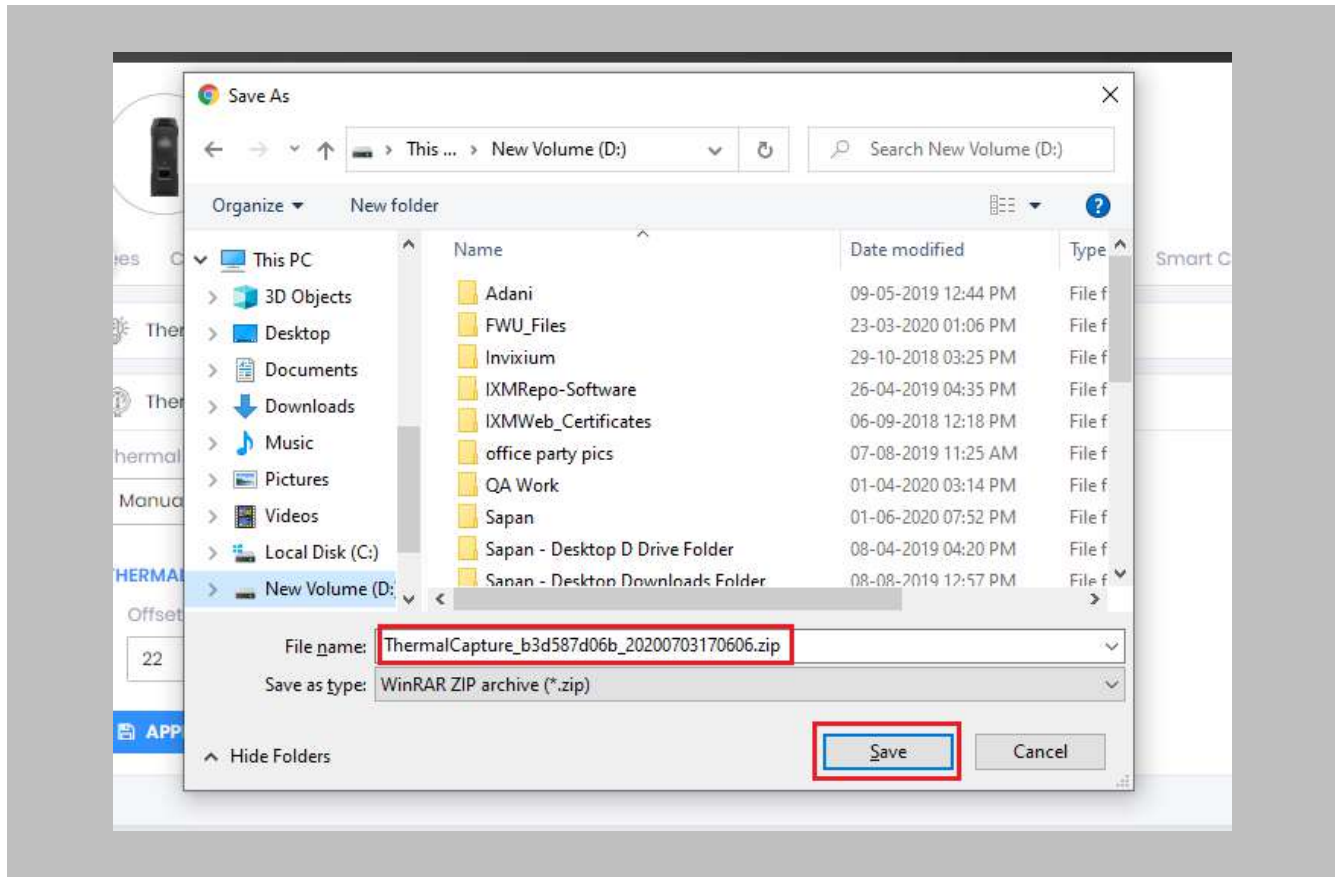 Save As
This ... > New Volume (D:)
Search New Volume (D:)
Organize
New folder
Name
Date modified
Type
This PC
3D Objects
Desktop
Documents
Downloads
Music
Pictures
Videos
Local Disk (C:)
New Volume (D:
Adani 09-05-2019 12:44 PM File f
FWU_Files 23-03-2020 01:06 PM File f
Invixium 29-10-2018 03:25 PM File f
IXMRepo-Software 26-04-2019 04:35 PM File f
IXMWeb_Certificates 06-09-2018 12:18 PM File f
office party pics 07-08-2019 11:25 AM File f
QA Work 01-04-2020 03:14 PM File f
Sapan 01-06-2020 07:52 PM File f
Sapan - Desktop D Drive Folder 08-04-2019 04:20 PM File f
Sapan - Desktop Downloads Folder 08-08-2019 12:57 PM File f
File name: ThermalCapture_b3d587d06b_20200703170606.zip
Save as type: WinRAR ZIP archive (*.zip)
Hide Folders
Save
Cancel
ees C
Smart C
Ther
Ther
hermal
Manua
HERMAL
Offset
22
APP